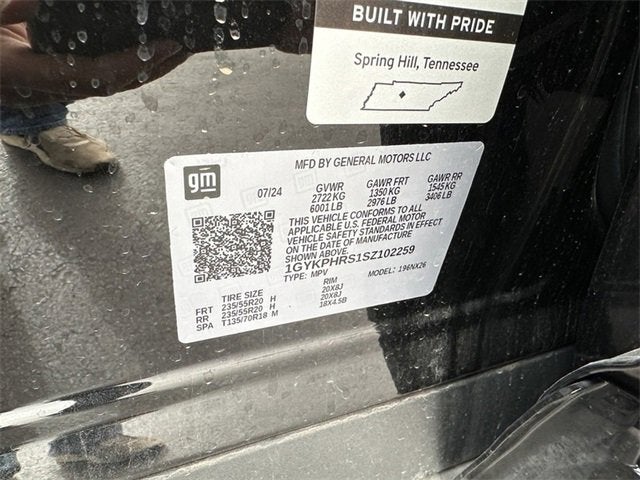 BUILT WITH PRIDE
Spring Hill, Tennessee
MFD BY GENERAL MOTORS LLC
gm
07/24 GVWR GAWR FRT GAWR RR
2722 KG 1350 KG 1545 KG
6001 LB 2976 LB 3406 LB
THIS VEHICLE CONFORMS TO ALL
APPLICABLE U.S. FEDERAL MOTOR
VEHICLE SAFETY STANDARDS IN EFFECT
ON THE DATE OF MANUFACTURE
SHOWN ABOVE.
1GYKPHRS1SZ102259
TYPE: MPV MODEL: 196NX26
TIRE SIZE RIM
FRT 235/55R20 H 20X8J
RR 235/55R20 H 20X8J
SPA T135/70R18 M 18X4.5B